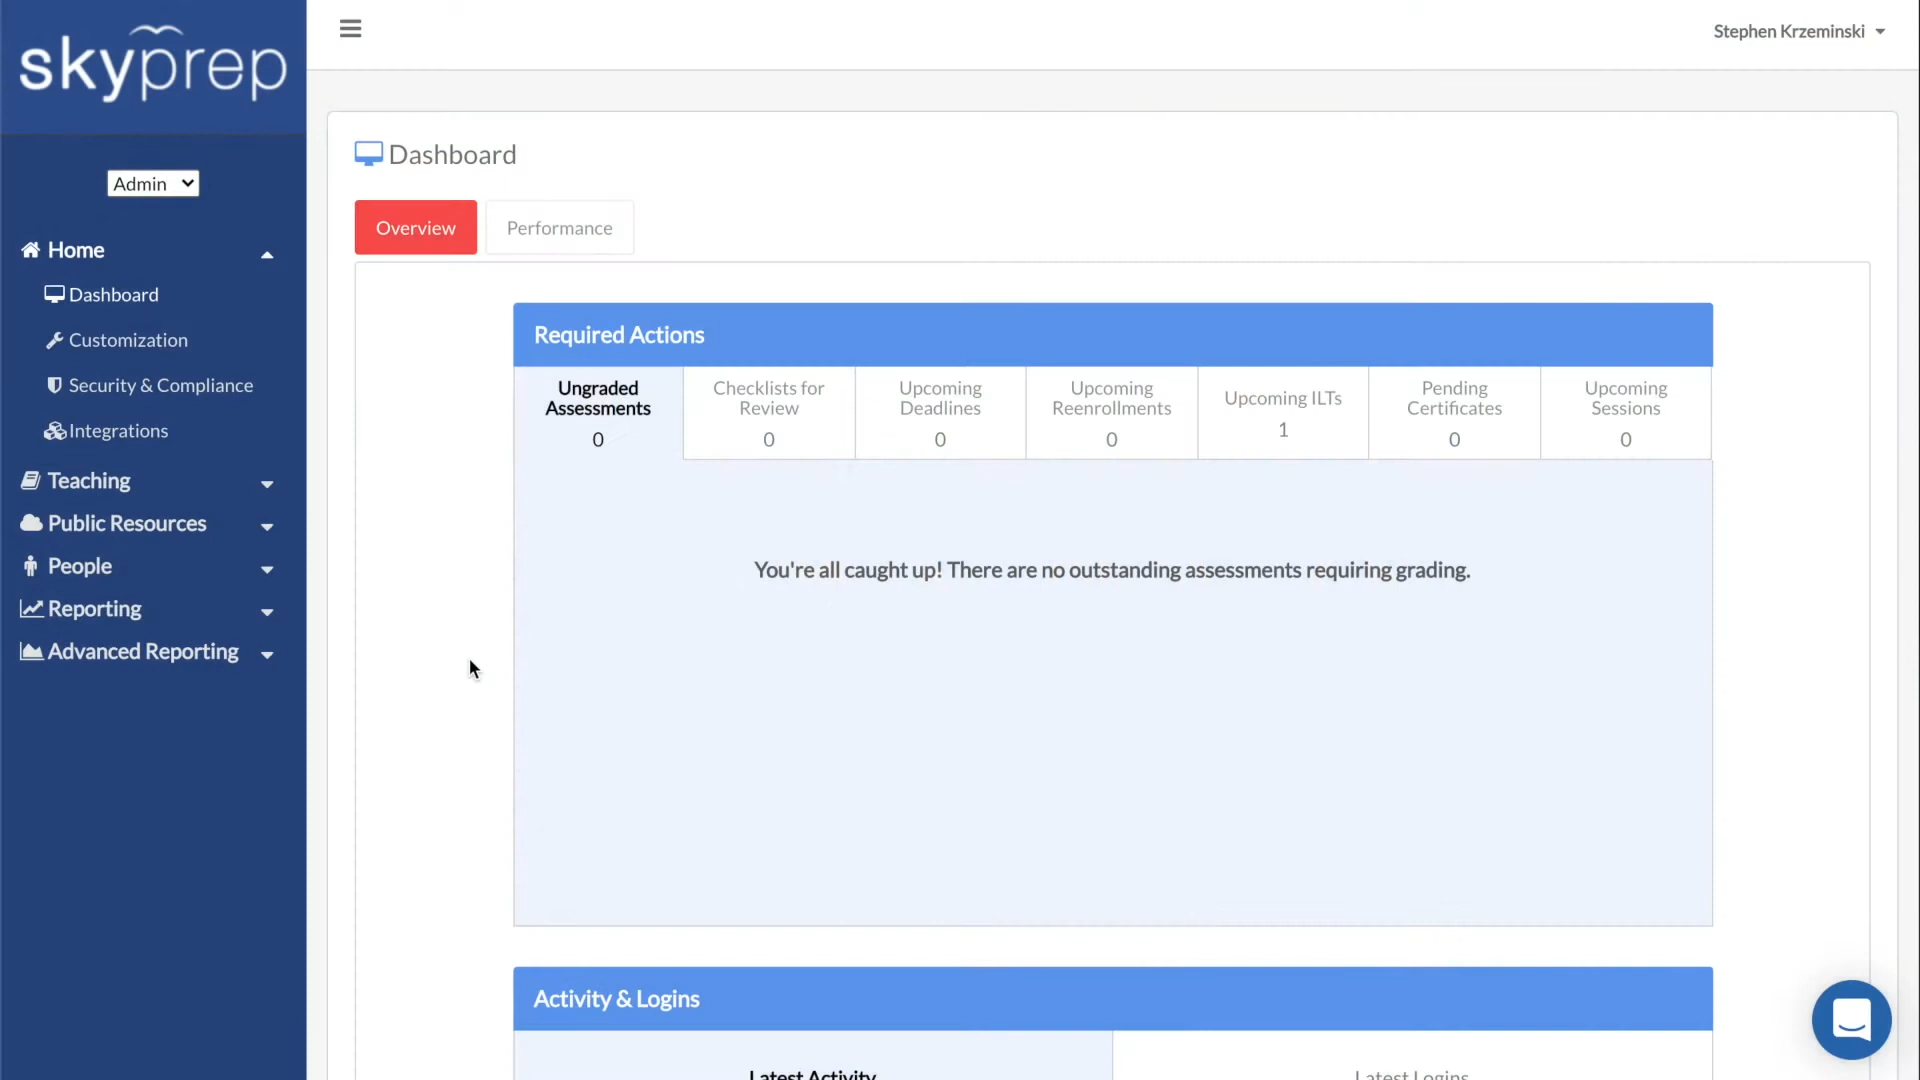 skyprep
Stephen Krzeminski
Admin
Home
Dashboard
Customization
Security & Compliance
Integrations
Teaching
Public Resources
People
Reporting
Advanced Reporting
Dashboard
Overview
Performance
Required Actions
Ungraded
Assessments
0
Checklists for
Review
0
Upcoming
Deadlines
0
Upcoming
Reenrollments
0
Upcoming ILTs
1
Pending
Certificates
0
Upcoming
Sessions
0
You're all caught up! There are no outstanding assessments requiring grading.
Activity & Logins
Latest Activity
Latest Logins